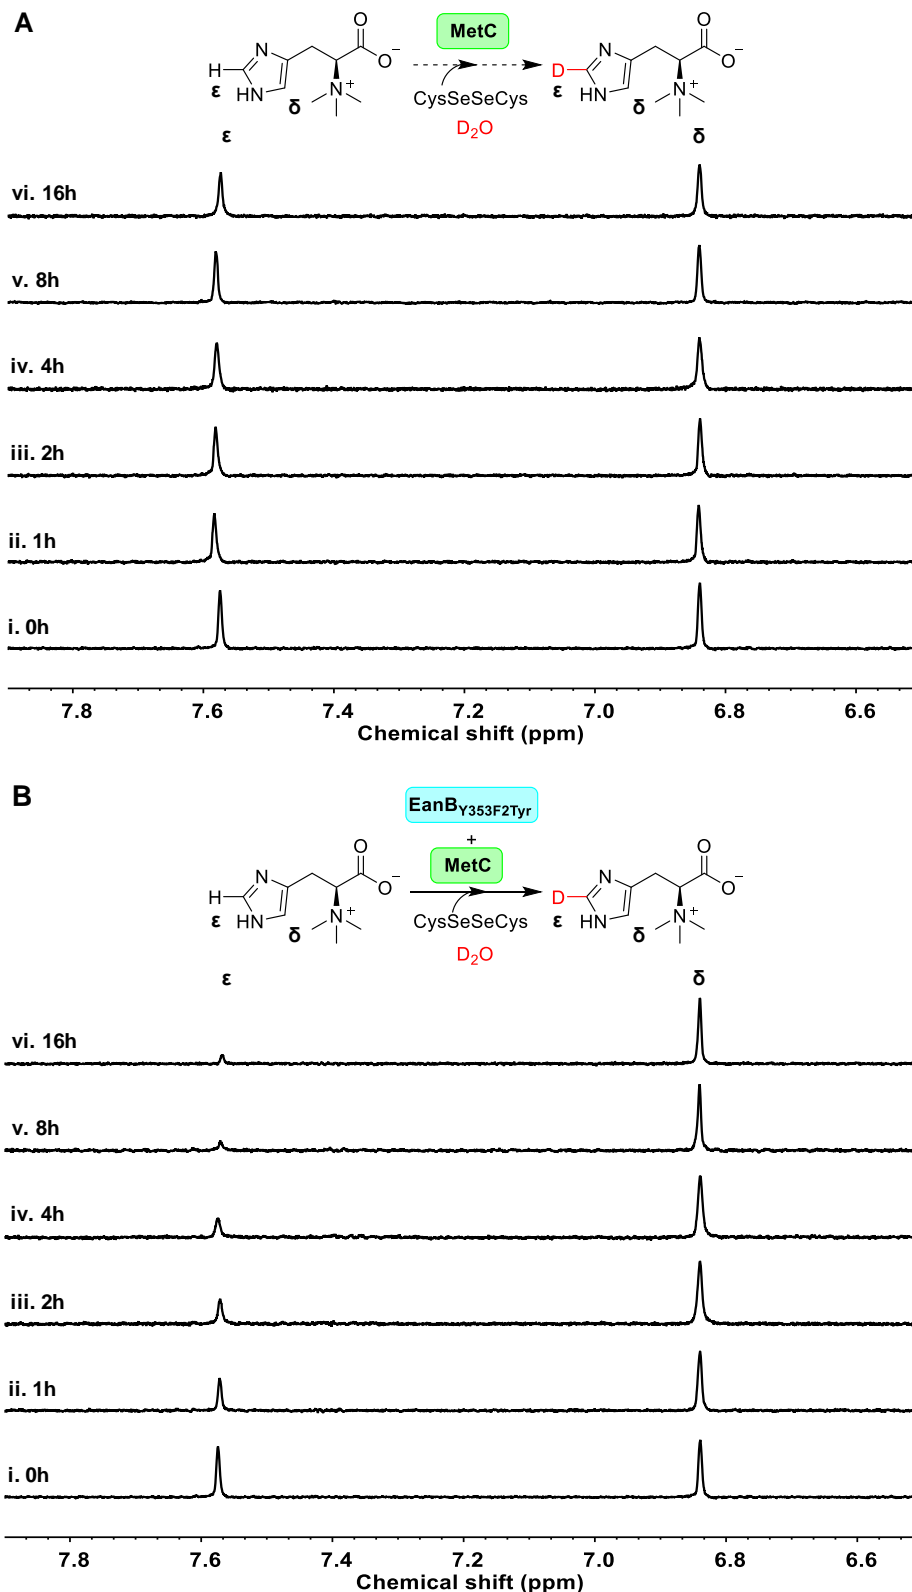 A
MetC
H N O O−
ε HN δ N+
CysSeSeCys
D2O
D N O O−
ε HN δ N+
ε δ
vi. 16h
v. 8h
iv. 4h
iii. 2h
ii. 1h
i. 0h
7.8 7.6 7.4 7.2 7.0 6.8 6.6
Chemical shift (ppm)
B
EanBY353F2Tyr
+
MetC
H N O O−
ε HN δ N+
CysSeSeCys
D2O
D N O O−
ε HN δ N+
ε δ
vi. 16h
v. 8h
iv. 4h
iii. 2h
ii. 1h
i. 0h
7.8 7.6 7.4 7.2 7.0 6.8 6.6
Chemical shift (ppm)